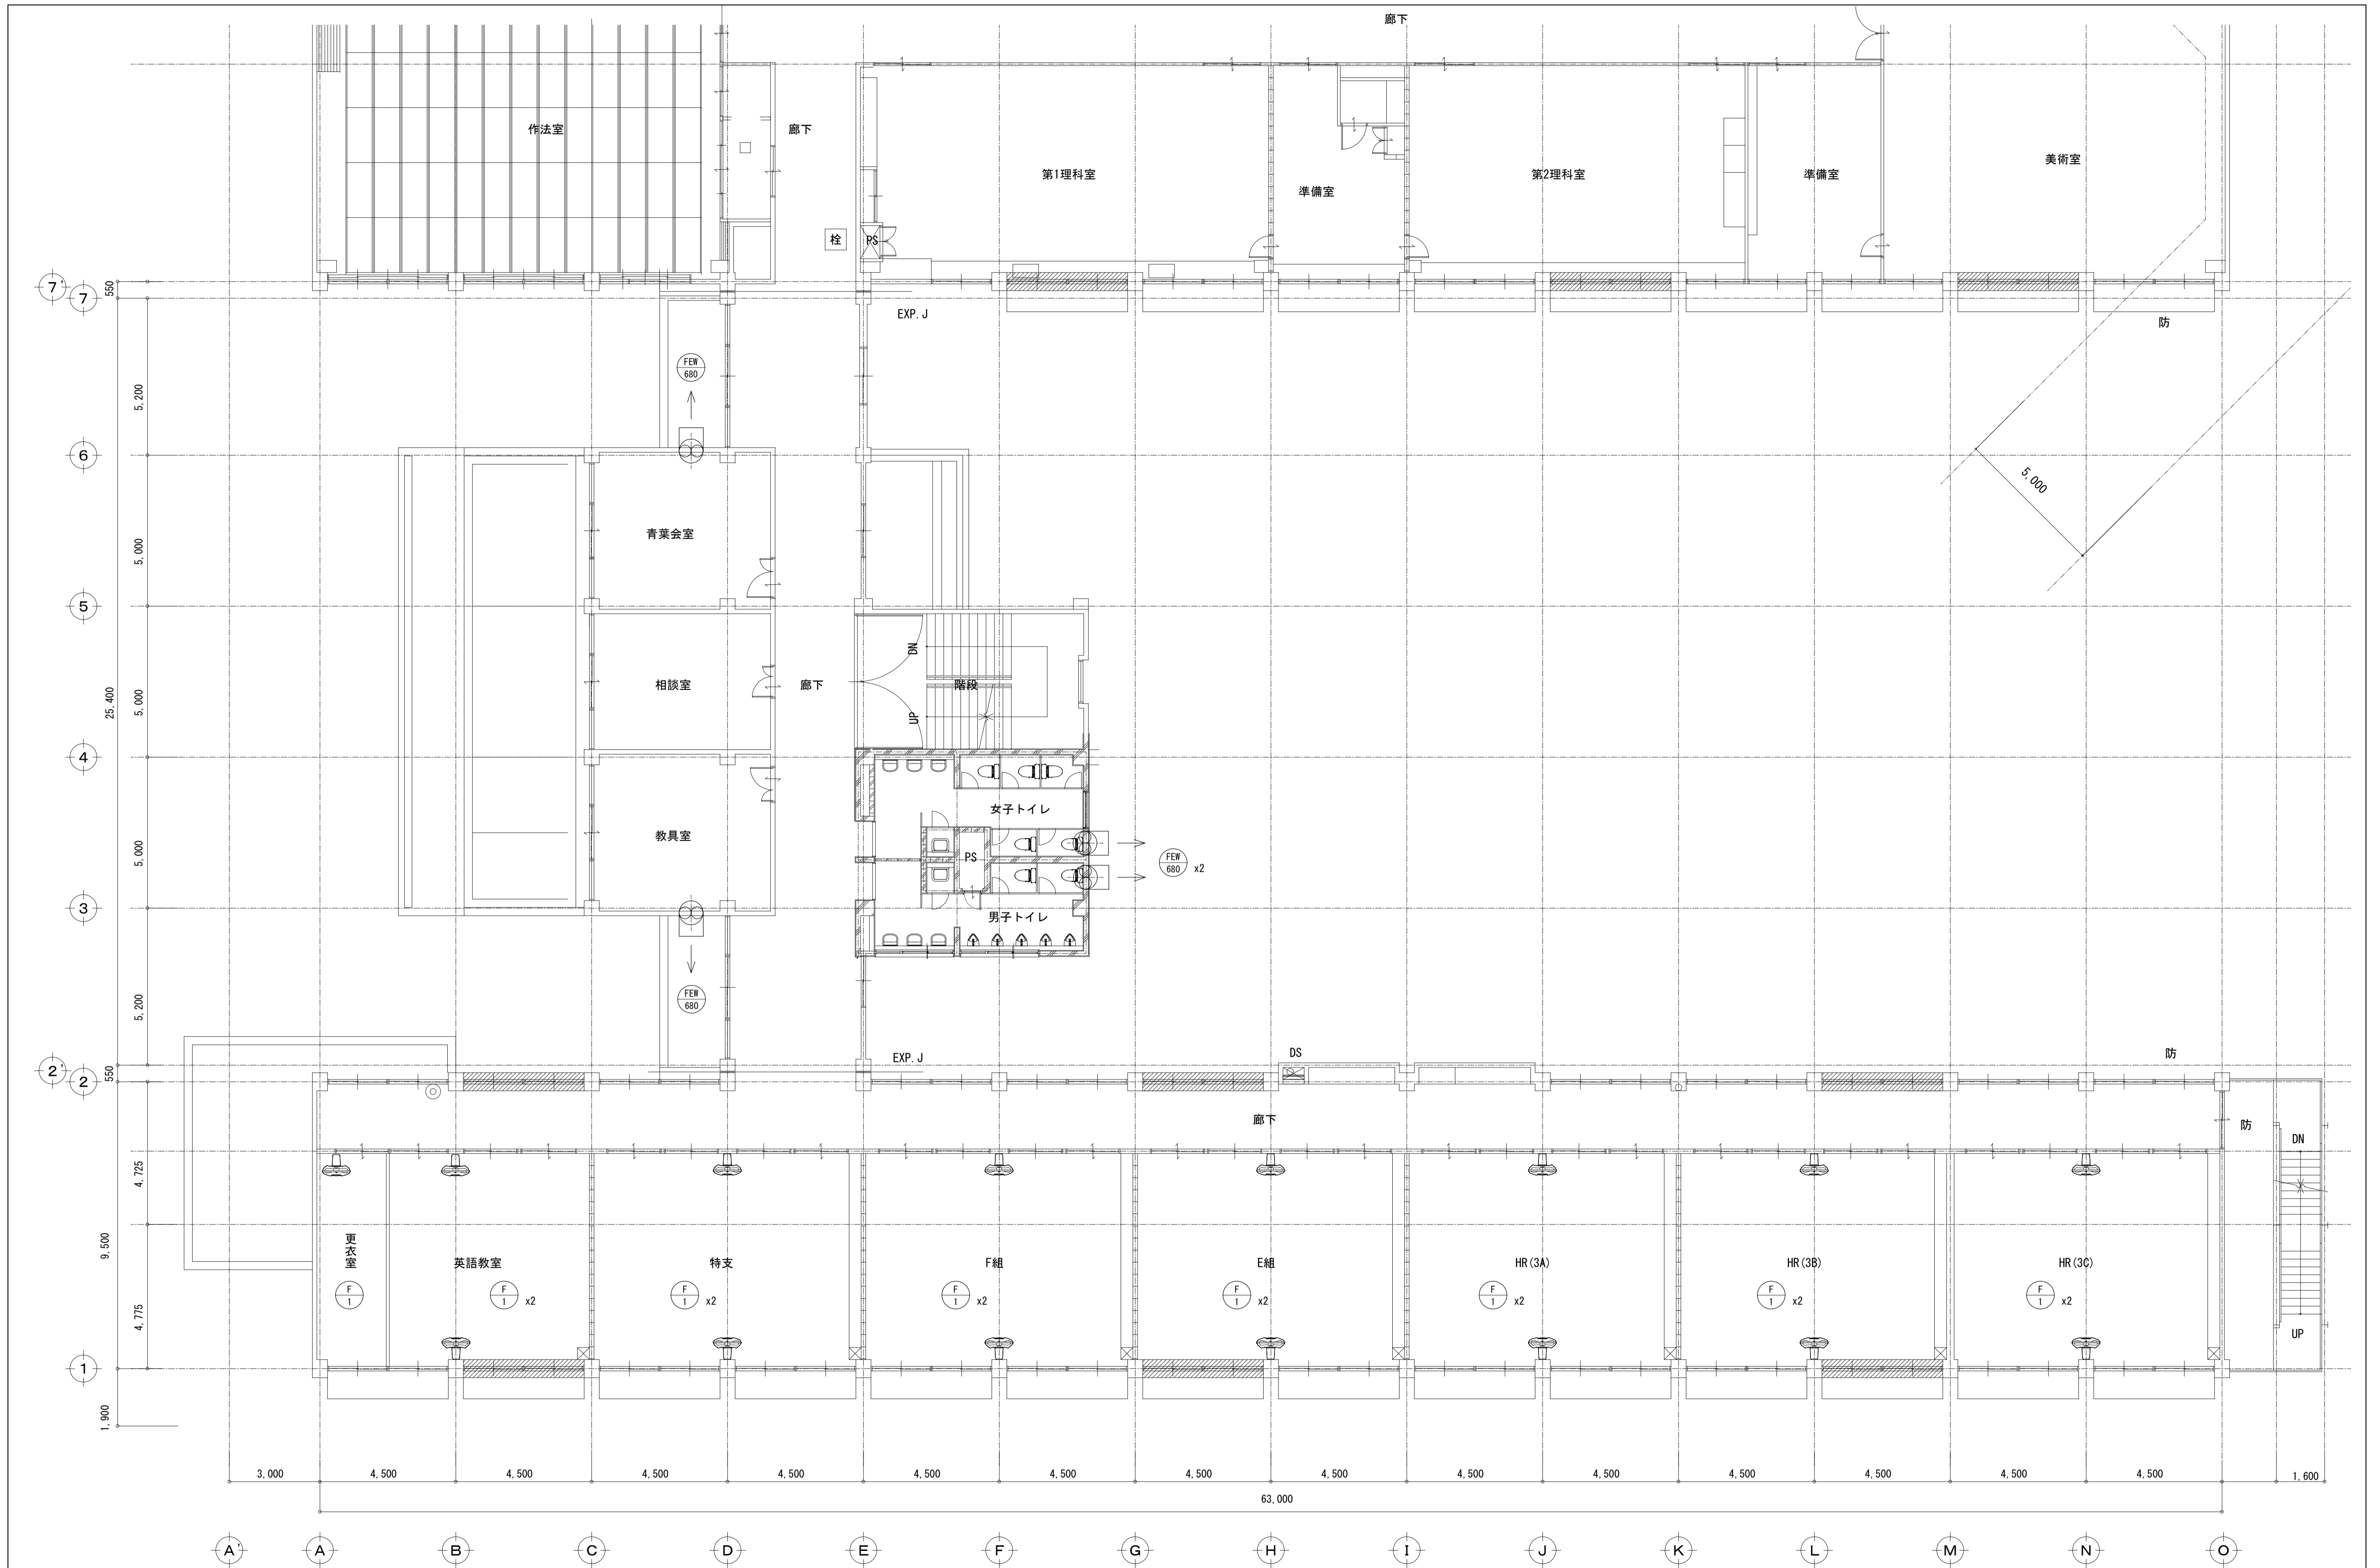 廊下
作法室
廊下
第1理科室
準備室
第2理科室
準備室
美術室
栓
PS
7'
7
550
EXP. J
防
FEW
680
5,200
6
5,000
青葉会室
5,000
5
DN
相談室
廊下
階段
25,400
5,000
UP
4
女子トイレ
教具室
5,000
PS
FEW
680
x2
3
男子トイレ
FEW
680
5,200
EXP. J
DS
防
2'
2
550
廊下
防
DN
4,725
更衣室
英語教室
特支
F組
E組
HR(3A)
HR(3B)
HR(3C)
9,500
F
1
F
1
x2
F
1
x2
F
1
x2
F
1
x2
F
1
x2
F
1
x2
F
1
x2
4,775
UP
1
1,900
3,000
4,500
4,500
4,500
4,500
4,500
4,500
4,500
4,500
4,500
4,500
4,500
4,500
4,500
4,500
1,600
63,000
A'
A
B
C
D
E
F
G
H
I
J
K
L
M
N
O